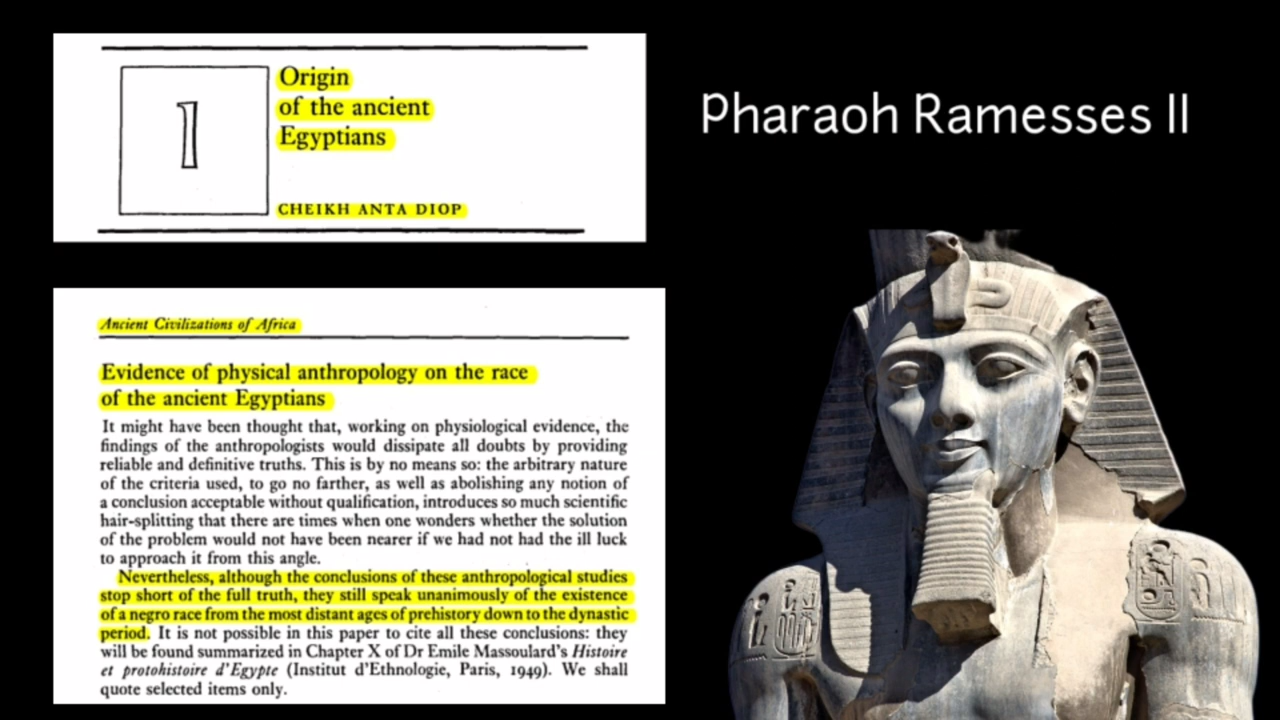 1
Origin
of the ancient
Egyptians
CHEIKH ANTA DIOP
Pharaoh Ramesses II
Ancient Civilizations of Africa
Evidence of physical anthropology on the race
of the ancient Egyptians
It might have been thought that, working on physiological evidence, the
findings of the anthropologists would dissipate all doubts by providing
reliable and definitive truths. This is by no means so: the arbitrary nature
of the criteria used, to go no farther, as well as abolishing any notion of
a conclusion acceptable without qualification, introduces so much scientific
hair-splitting that there are times when one wonders whether the solution
of the problem would not have been nearer if we had not had the ill luck
to approach it from this angle.
Nevertheless, although the conclusions of these anthropological studies
stop short of the full truth, they still speak unanimously of the existence
of a negro race from the most distant ages of prehistory down to the dynastic
period. It is not possible in this paper to cite all these conclusions: they
will be found summarized in Chapter X of Dr Emile Massoulard's Histoire
et protohistoire d'Egypte (Institut d'Ethnologie, Paris, 1949). We shall
quote selected items only.